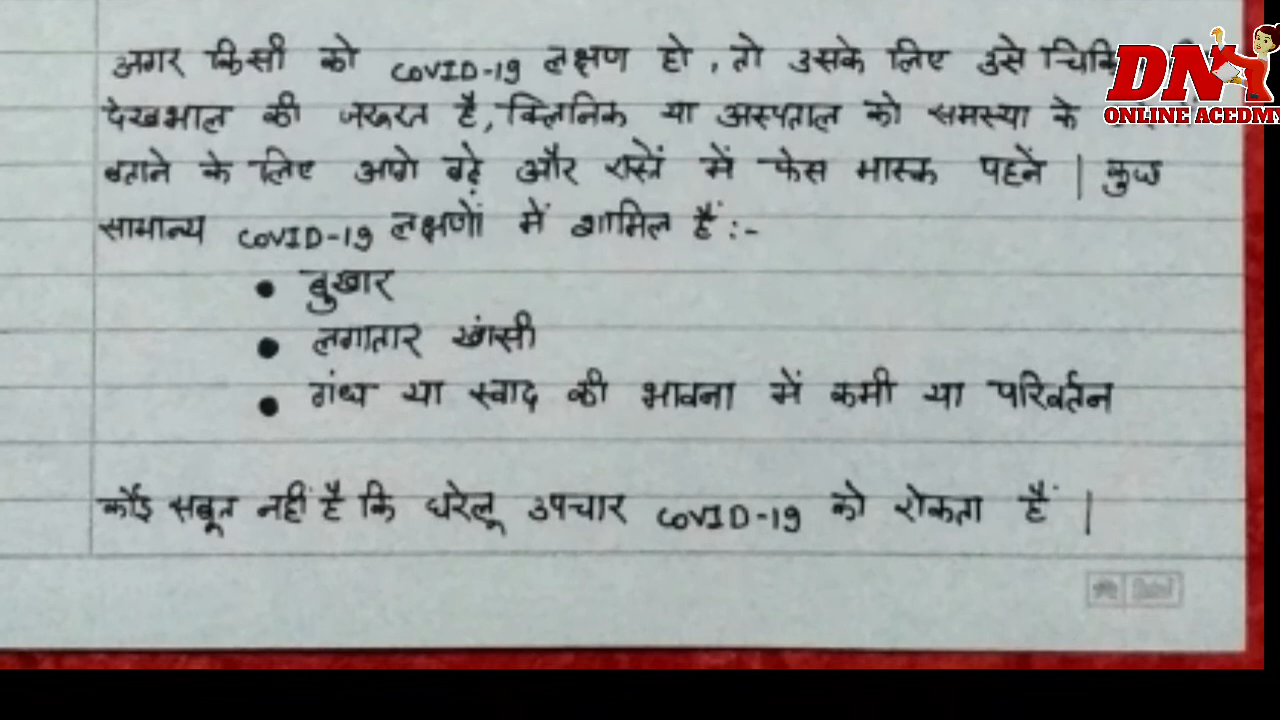 अगर किसी को COVID-19 लक्षण हो, तो उसके लिए उसे
देखभाल की जरूरत है, क्लिनिक या अस्पताल को समस्या के
बताने के लिए आगे बढ़े और रास्ते में फेस मास्क पहनें | कुछ
सामान्य COVID-19 लक्षणों में शामिल हैं :-
• बुखार
• लगातार खांसी
• गंध या स्वाद की भावना में कमी या परिवर्तन
कोई सबूत नहीं है कि घरेलू उपचार COVID-19 को रोकता हैं |
DN
ONLINE ACEDMY